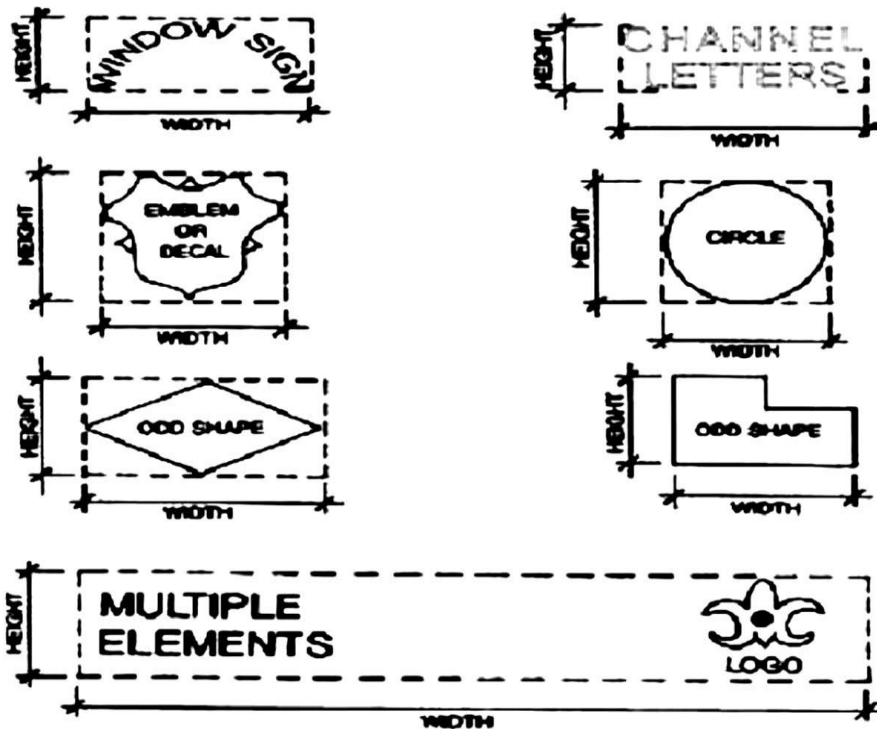 HEIGHT
WINDOW SIGN
WIDTH
HEIGHT
CHANNEL
LETTERS
WIDTH
HEIGHT
EMBLEM
OR
DECAL
WIDTH
HEIGHT
CIRCLE
WIDTH
HEIGHT
ODD SHAPE
WIDTH
HEIGHT
ODD SHAPE
WIDTH
HEIGHT
MULTIPLE
ELEMENTS
LOGO
WIDTH